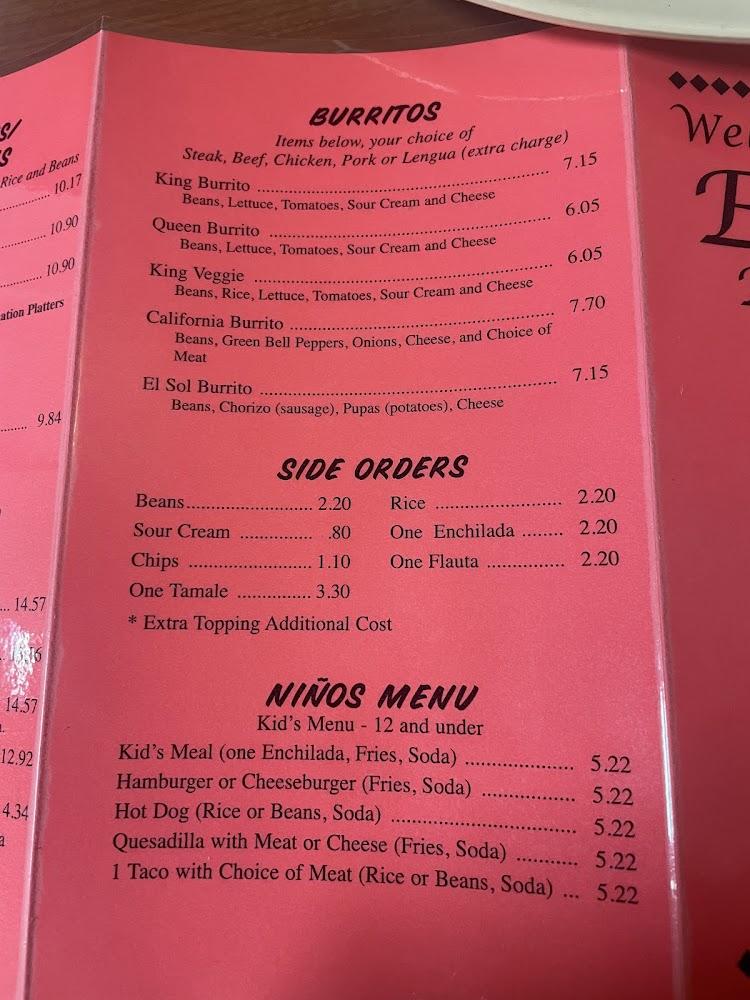 S/
S
Rice and Beans
10.17
10.90
10.90
ation Platters
9.84
14.57
14.57
12.92
4.34
a
BURRITOS
Items below, your choice of
Steak, Beef, Chicken, Pork or Lengua (extra charge)
King Burrito ........ 7.15
Beans, Lettuce, Tomatoes, Sour Cream and Cheese
Queen Burrito ........ 6.05
Beans, Lettuce, Tomatoes, Sour Cream and Cheese
King Veggie ........ 6.05
Beans, Rice, Lettuce, Tomatoes, Sour Cream and Cheese
California Burrito ........ 7.70
Beans, Green Bell Peppers, Onions, Cheese, and Choice of
Meat
El Sol Burrito ........ 7.15
Beans, Chorizo (sausage), Pupas (potatoes), Cheese
SIDE ORDERS
Beans ........ 2.20 Rice ........ 2.20
Sour Cream ........ .80 One Enchilada ........ 2.20
Chips ........ 1.10 One Flauta ........ 2.20
One Tamale ........ 3.30
* Extra Topping Additional Cost
NIÑOS MENU
Kid's Menu - 12 and under
Kid's Meal (one Enchilada, Fries, Soda) ........ 5.22
Hamburger or Cheeseburger (Fries, Soda) ........ 5.22
Hot Dog (Rice or Beans, Soda) ........ 5.22
Quesadilla with Meat or Cheese (Fries, Soda) ........ 5.22
1 Taco with Choice of Meat (Rice or Beans, Soda) ... 5.22
Wel
E